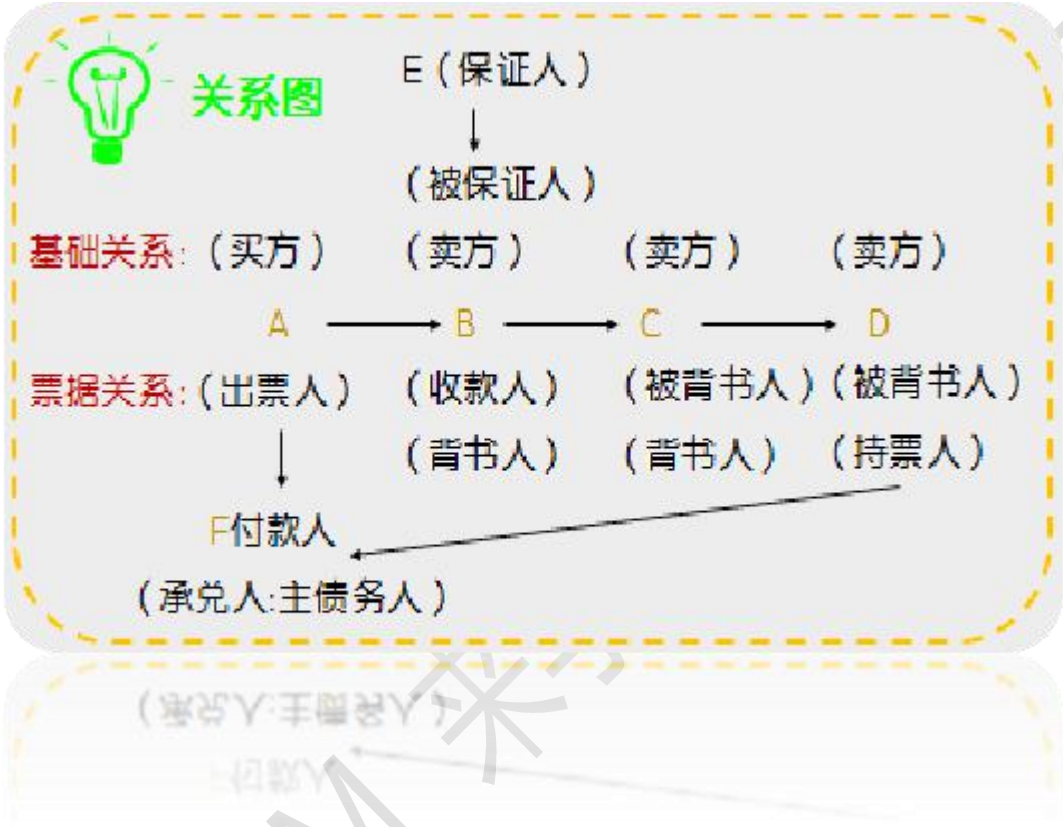 关系图
E(保证人)
(被保证人)
基础关系:(买方) (卖方) (卖方) (卖方)
A B C D
票据关系:(出票人) (收款人) (被背书人)(被背书人)
(背书人) (背书人) (持票人)
F付款人
(承兑人:主债务人)